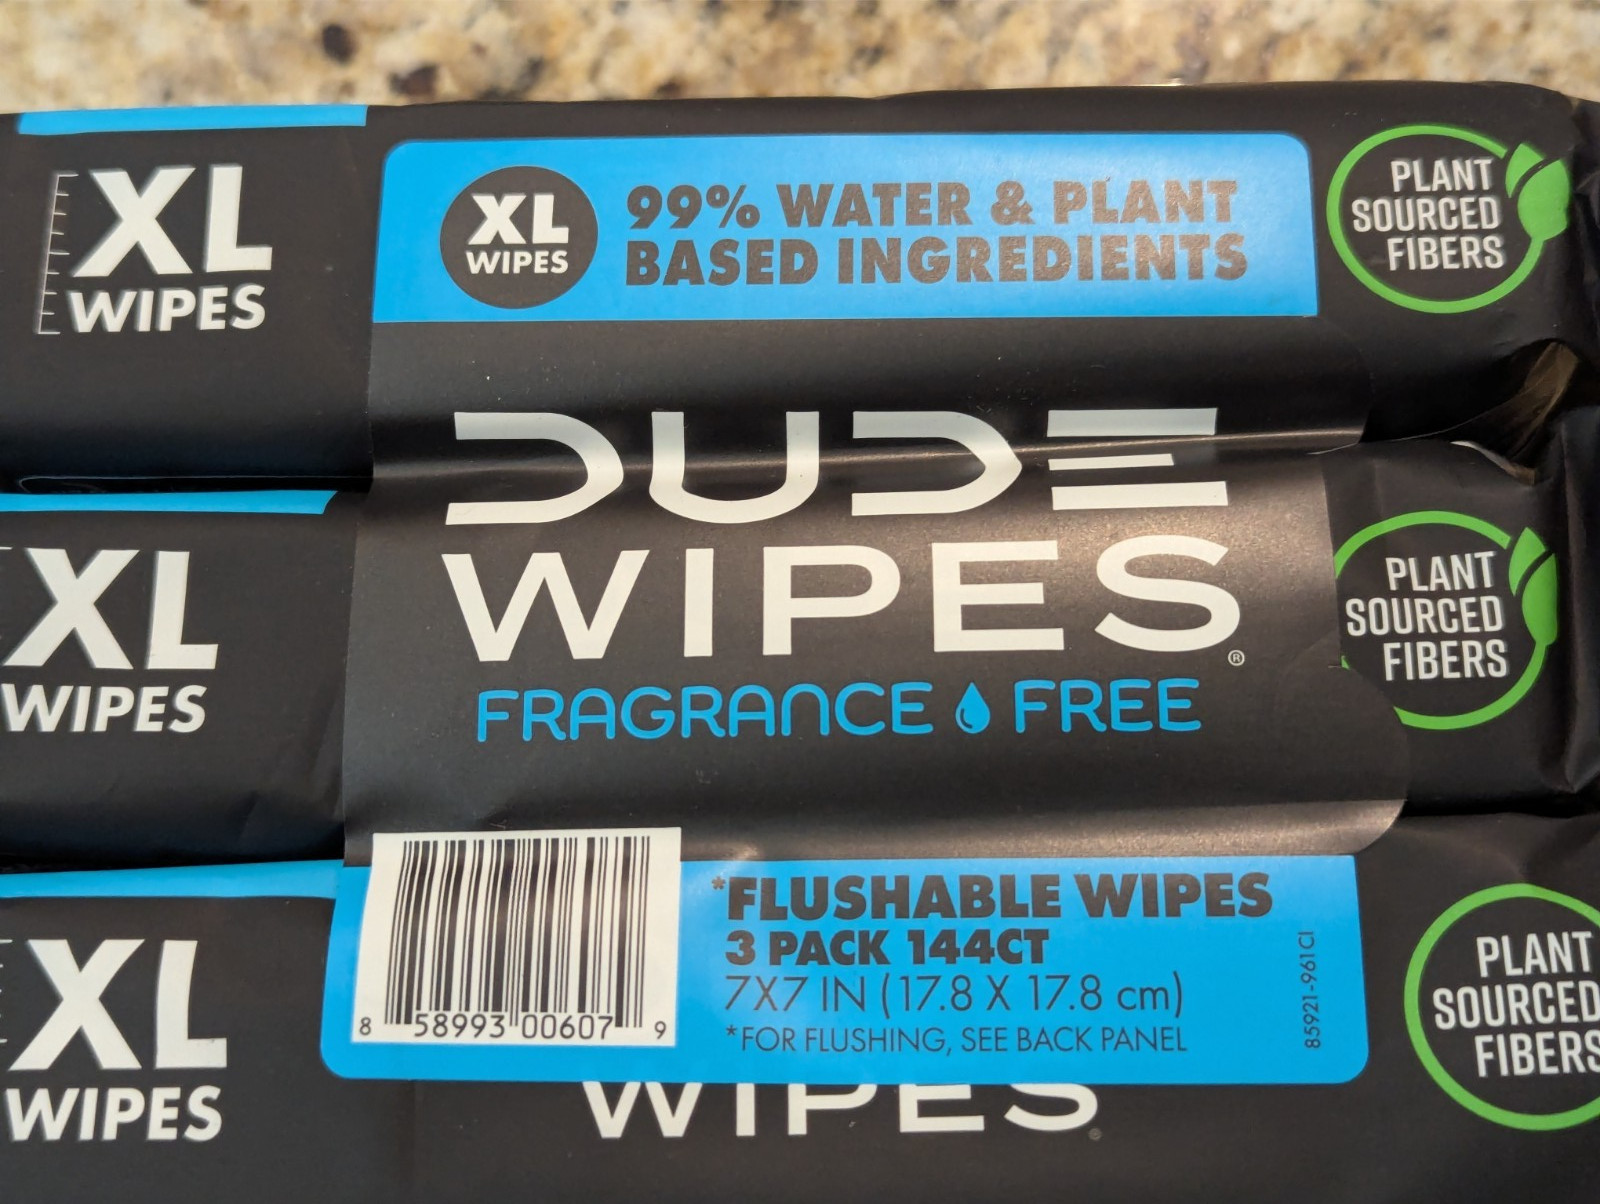 XL
WIPES
XL
WIPES
99% WATER & PLANT
BASED INGREDIENTS
PLANT
SOURCED
FIBERS
DUDE
WIPES®
FRAGRANCE FREE
XL
WIPES
PLANT
SOURCED
FIBERS
XL
WIPES
8 58993 00607 9
*FLUSHABLE WIPES
3 PACK 144CT
7X7 IN (17.8 X 17.8 cm)
*FOR FLUSHING, SEE BACK PANEL
85921-961CI
PLANT
SOURCED
FIBERS
WIPES